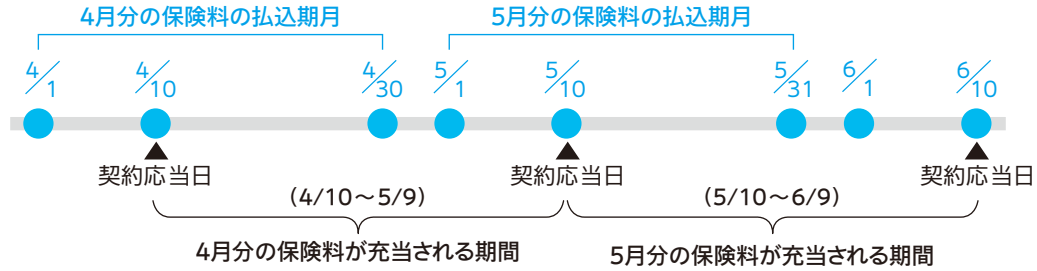 4月分の保険料の払込期月
5月分の保険料の払込期月
4/1
4/10
4/30
5/1
5/10
5/31
6/1
6/10
契約応当日
契約応当日
契約応当日
(4/10～5/9)
(5/10～6/9)
4月分の保険料が充当される期間
5月分の保険料が充当される期間